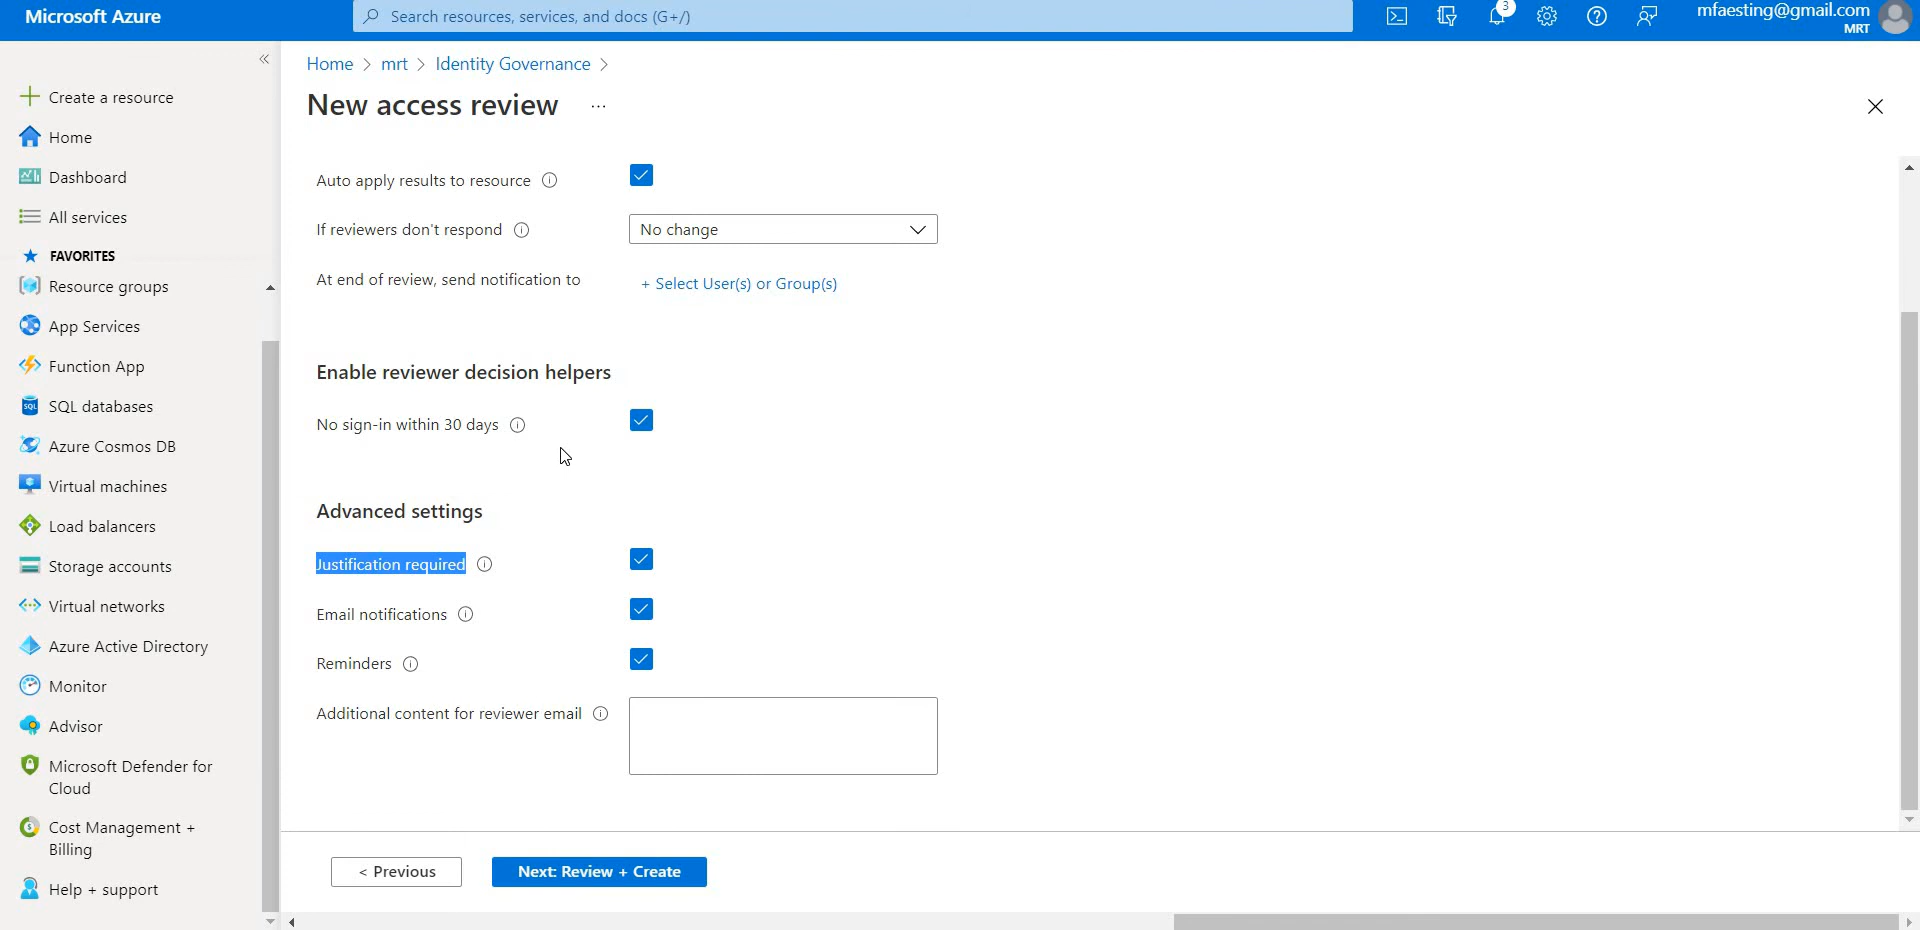 Microsoft Azure
Search resources, services, and docs (G+/)
3
mfaesting@gmail.com
MRT
Create a resource
Home
Dashboard
All services
FAVORITES
Resource groups
App Services
Function App
SQL databases
Azure Cosmos DB
Virtual machines
Load balancers
Storage accounts
Virtual networks
Azure Active Directory
Monitor
Advisor
Microsoft Defender for
Cloud
Cost Management +
Billing
Help + support
Home > mrt > Identity Governance >
New access review ...
Auto apply results to resource
If reviewers don't respond
No change
At end of review, send notification to
+ Select User(s) or Group(s)
Enable reviewer decision helpers
No sign-in within 30 days
Advanced settings
Justification required
Email notifications
Reminders
Additional content for reviewer email
< Previous
Next: Review + Create